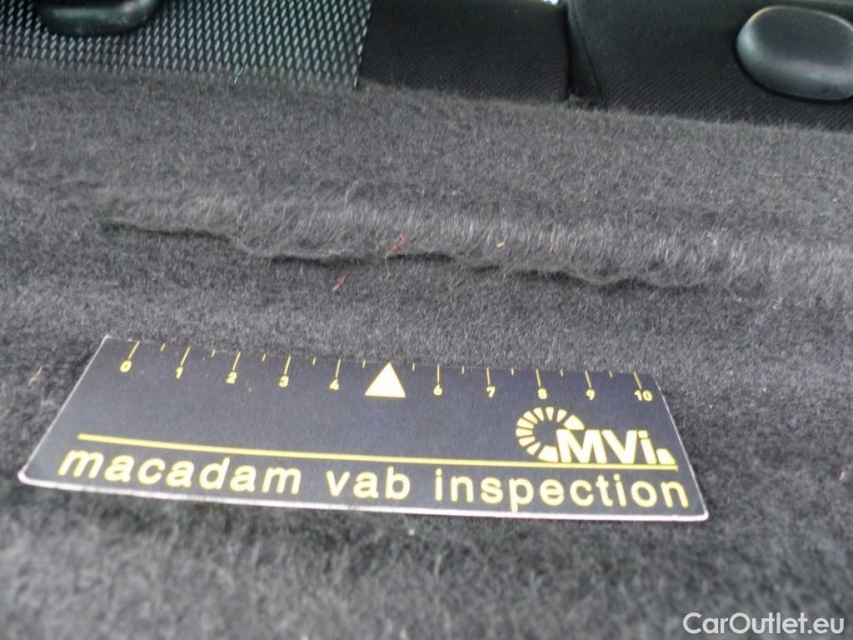 0 1 2 3 4 6 7 8 9 10
MVi
macadam vab inspection
CarOutlet.eu